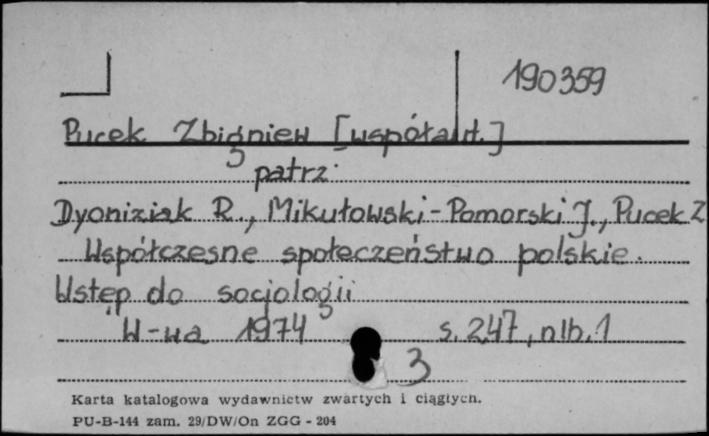 190359
Pucek Zbigniew [współaut.]
patrz
Dyoniziak R., Mikułowski-Pomorski J., Pucek Z
Współczesne społeczeństwo polskie.
Wstęp do socjologii
W-wa 1974 s. 247, nlb. 1
3
Karta katalogowa wydawnictw zwartych i ciągłych.
PU-B-144 zam. 29/DW/On ZGG - 204